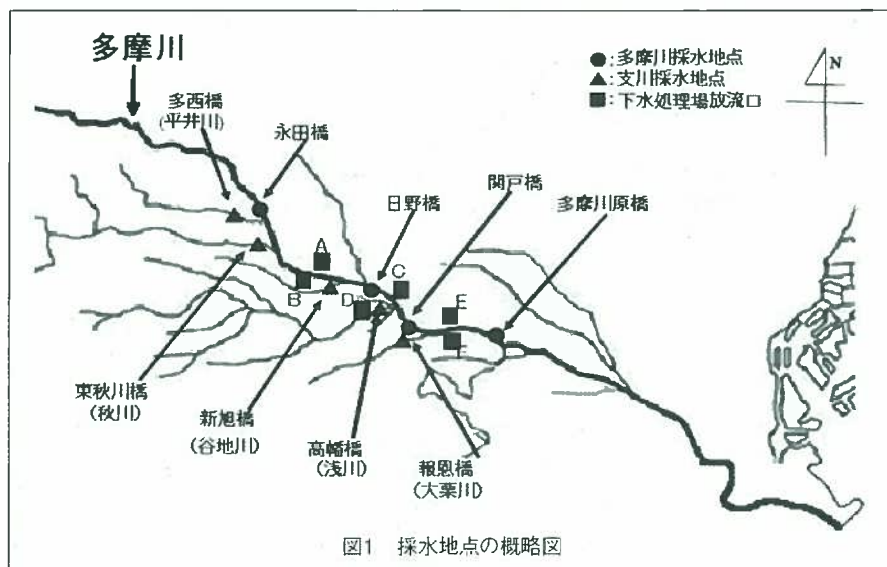 多摩川
●:多摩川採水地点
▲:支川採水地点
■:下水処理場放流口
N
多西橋
(平井川)
永田橋
関戸橋
日野橋
多摩川原橋
A
B
C
D
E
F
東秋川橋
(秋川)
新旭橋
(谷地川)
高幡橋
(浅川)
報恩橋
(大栗川)
図1 採水地点の概略図